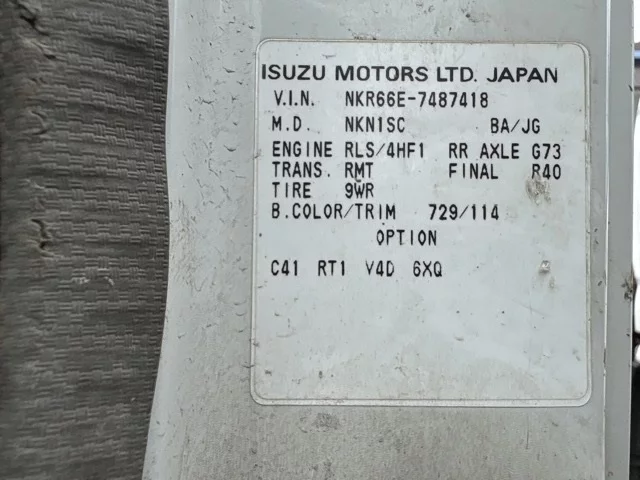 ISUZU MOTORS LTD. JAPAN
V.I.N. NKR66E-7487418
M.D. NKN1SC BA/JG
ENGINE RLS/4HF1 RR AXLE G73
TRANS. RMT FINAL R40
TIRE 9WR
B.COLOR/TRIM 729/114
OPTION
C41 RT1 V4D 6XQ